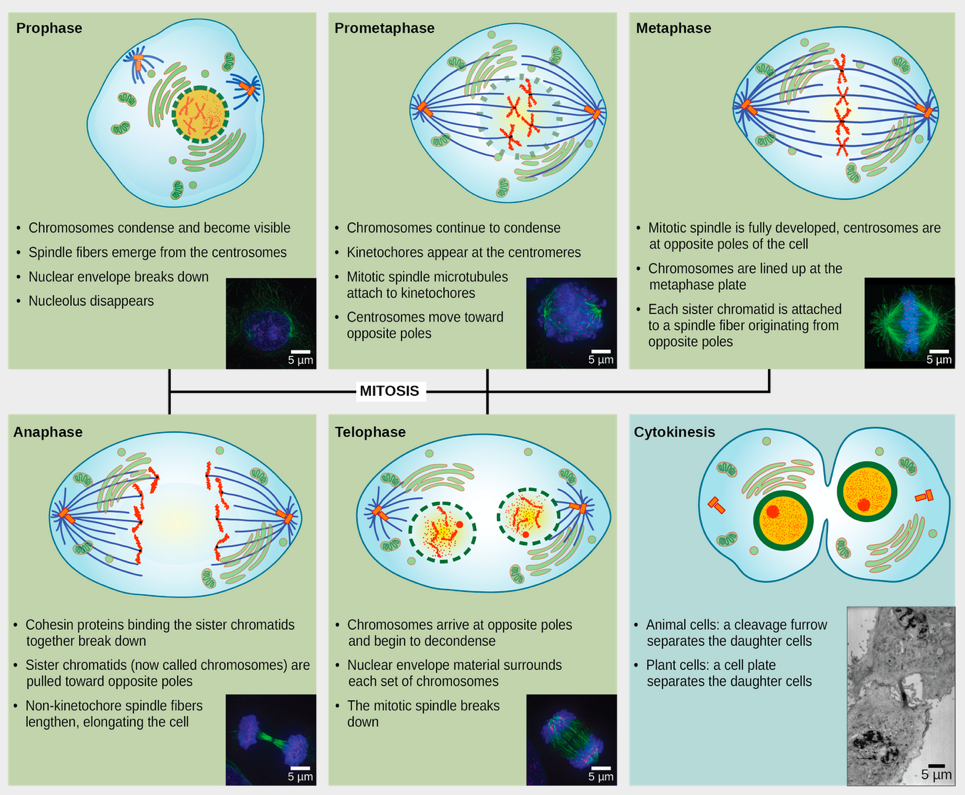 Prophase
• Chromosomes condense and become visible
• Spindle fibers emerge from the centrosomes
• Nuclear envelope breaks down
• Nucleolus disappears
5 µm
Prometaphase
• Chromosomes continue to condense
• Kinetochores appear at the centromeres
• Mitotic spindle microtubules
attach to kinetochores
• Centrosomes move toward
opposite poles
5 µm
Metaphase
• Mitotic spindle is fully developed, centrosomes are
at opposite poles of the cell
• Chromosomes are lined up at the
metaphase plate
• Each sister chromatid is attached
to a spindle fiber originating from
opposite poles
5 µm
MITOSIS
Anaphase
• Cohesin proteins binding the sister chromatids
together break down
• Sister chromatids (now called chromosomes) are
pulled toward opposite poles
• Non-kinetochore spindle fibers
lengthen, elongating the cell
5 µm
Telophase
• Chromosomes arrive at opposite poles
and begin to decondense
• Nuclear envelope material surrounds
each set of chromosomes
• The mitotic spindle breaks
down
5 µm
Cytokinesis
• Animal cells: a cleavage furrow
separates the daughter cells
• Plant cells: a cell plate
separates the daughter cells
5 µm